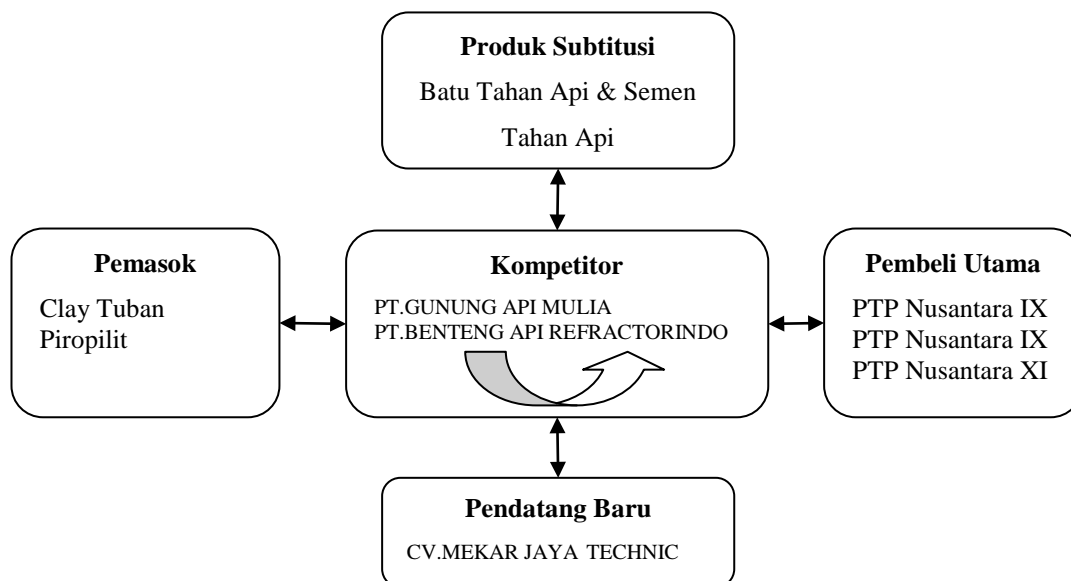 Produk Subtitusi
Batu Tahan Api & Semen
Tahan Api
Pemasok
Clay Tuban
Piropilit
Kompetitor
PT.GUNUNG API MULIA
PT.BENTENG API REFRACTORINDO
Pembeli Utama
PTP Nusantara IX
PTP Nusantara IX
PTP Nusantara XI
Pendatang Baru
CV.MEKAR JAYA TECHNIC